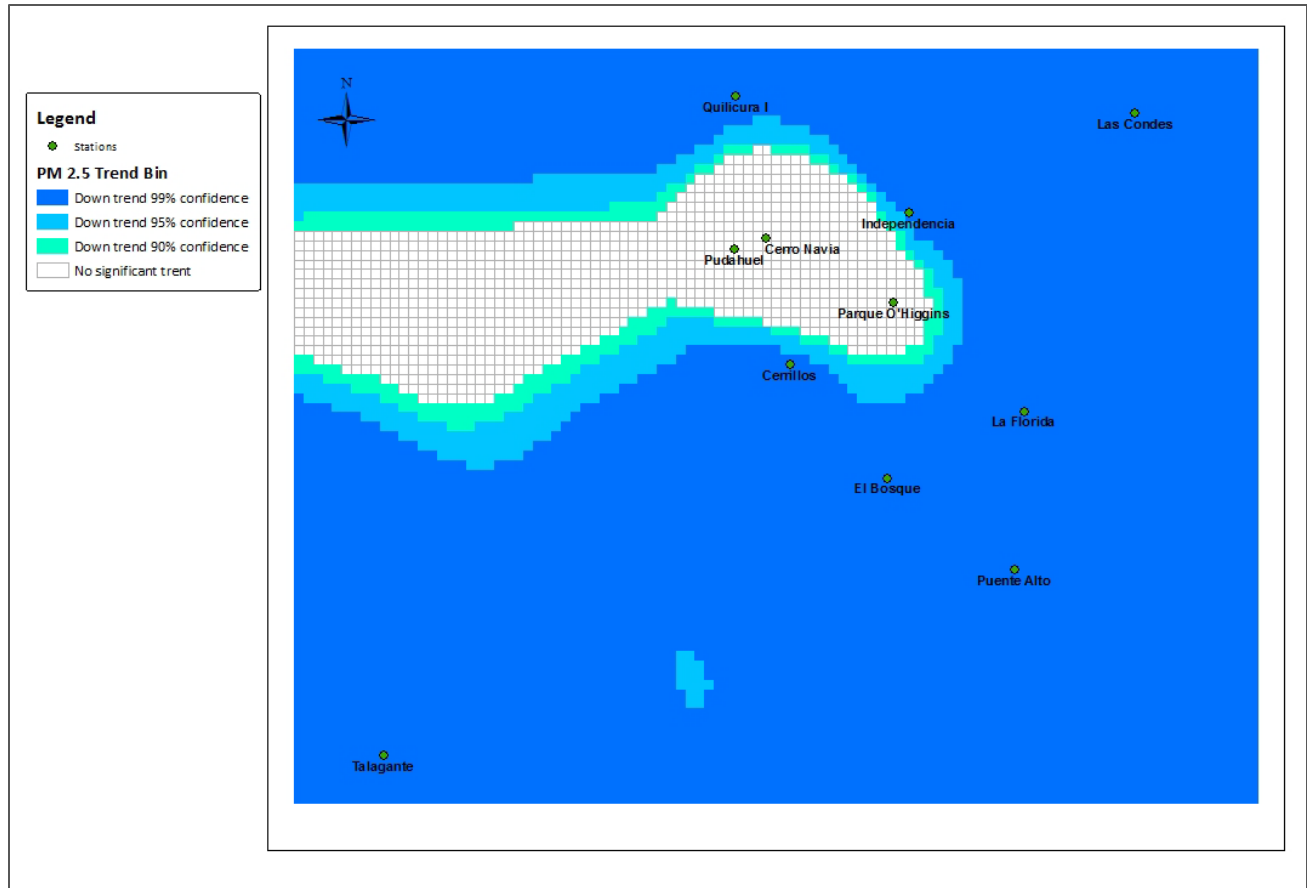 Legend
Stations
PM 2.5 Trend Bin
Down trend 99% confidence
Down trend 95% confidence
Down trend 90% confidence
No significant trent
N
Quilicura I
Las Condes
Independencia
Cerro Navia
Pudahuel
Parque O'Higgins
Cerrillos
La Florida
El Bosque
Puente Alto
Talagante